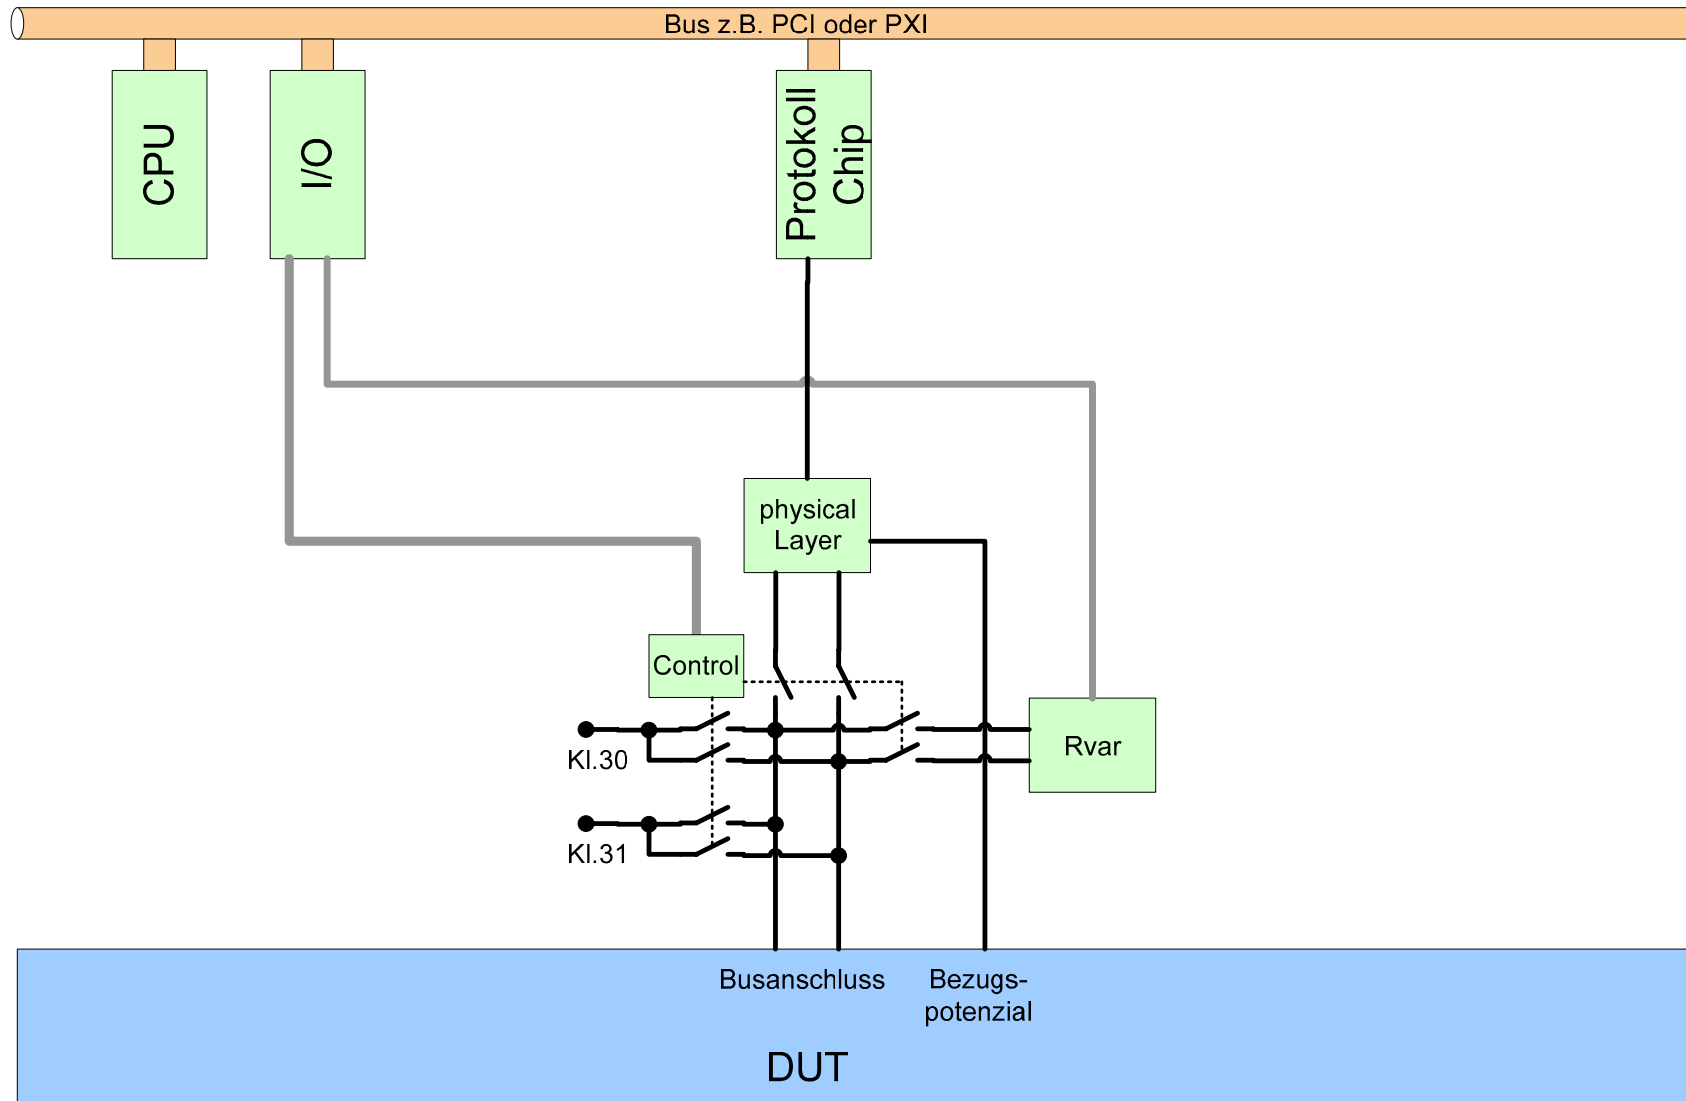 Bus z.B. PCI oder PXI
CPU
I/O
Protokoll
Chip
physical
Layer
Control
Kl.30
Rvar
Kl.31
Busanschluss
Bezugs-
potenzial
DUT